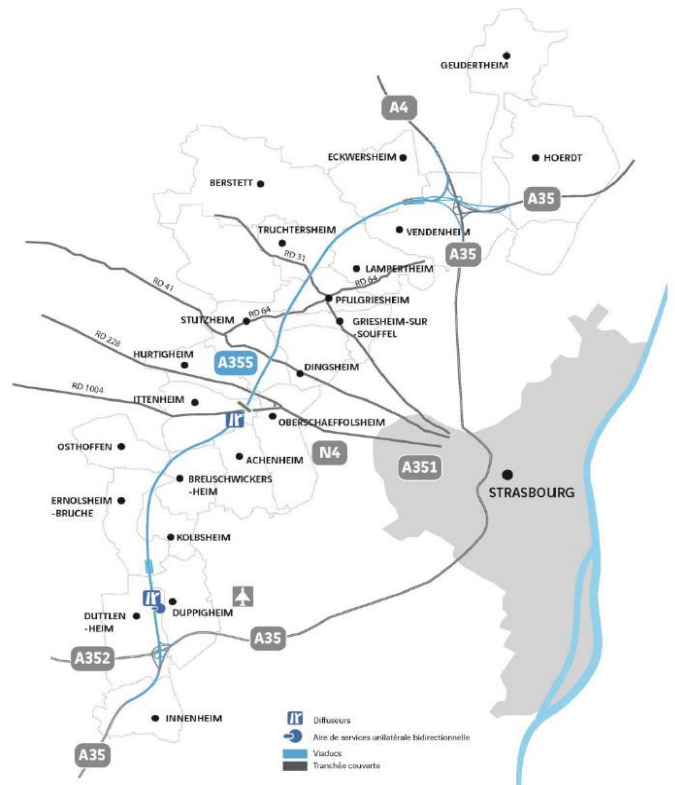 GEUDERTHEIM
A4
ECKWERSHEIM
HOERDT
BERSTETT
A35
TRUCHTERSHEIM
VENDENHEIM
A35
RD 31
LAMPERTHEIM
RD 41
RD 64
PFULGRIESHEIM
RD 64
STUTZHEIM
GRIESHEIM-SUR
-SOUFFEL
RD 228
HURTIGHEIM
A355
DINGSHEIM
RD 1004
ITTENHEIM
OBERSCHAEFFOLSHEIM
OSTHOFFEN
ACHENHEIM
N4
A351
BREUSCHWICKERS
-HEIM
STRASBOURG
ERNOLSHEIM
-BRUCHE
KOLBSHEIM
DUPPIGHEIM
DUTTLEN
-HEIM
A35
A352
INNENHEIM
A35
Diffuseurs
Aire de services unilatérale bidirectionnelle
Viaducs
Tranchée couverte